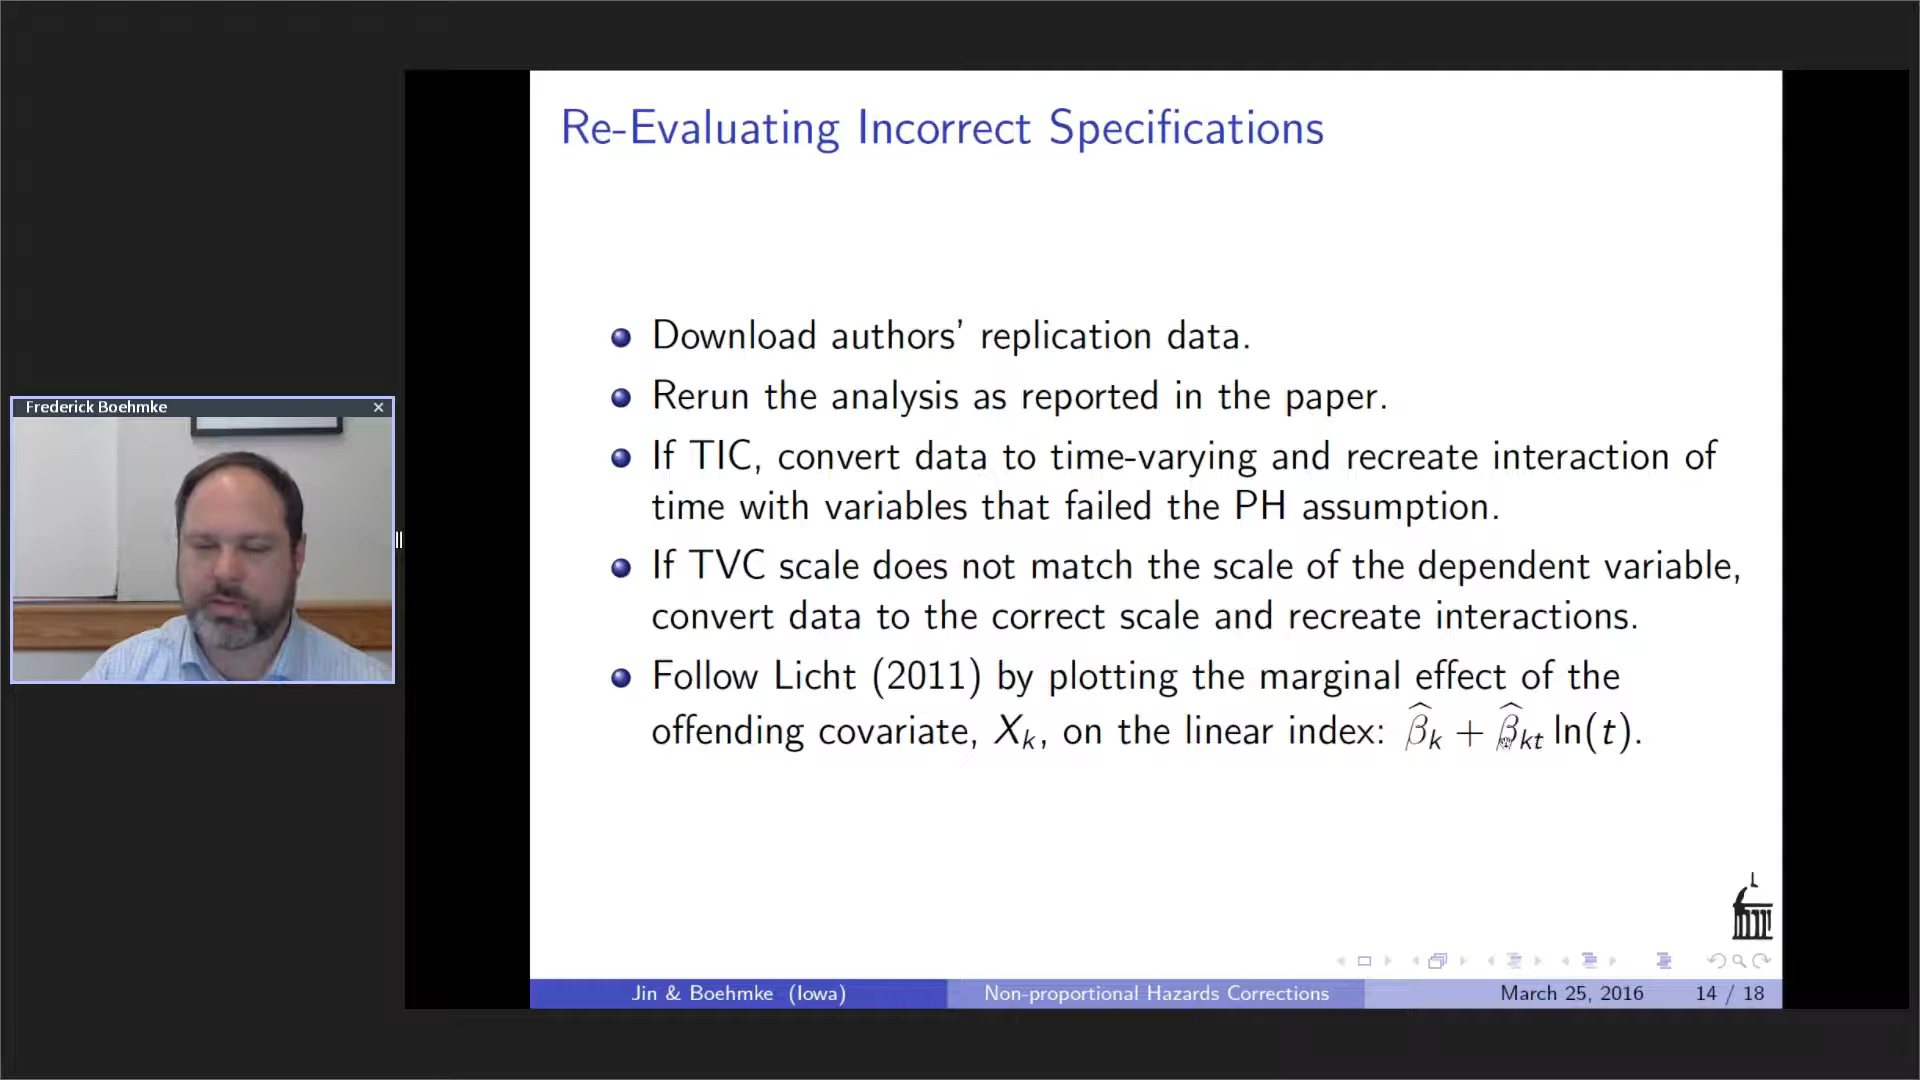 Re-Evaluating Incorrect Specifications
Download authors' replication data.
Rerun the analysis as reported in the paper.
If TIC, convert data to time-varying and recreate interaction of
time with variables that failed the PH assumption.
If TVC scale does not match the scale of the dependent variable,
convert data to the correct scale and recreate interactions.
Follow Licht (2011) by plotting the marginal effect of the
offending covariate, Xₖ, on the linear index: β̂ₖ + β̂ₖₜ ln(t).
Frederick Boehmke
Jin & Boehmke (Iowa) Non-proportional Hazards Corrections March 25, 2016 14 / 18